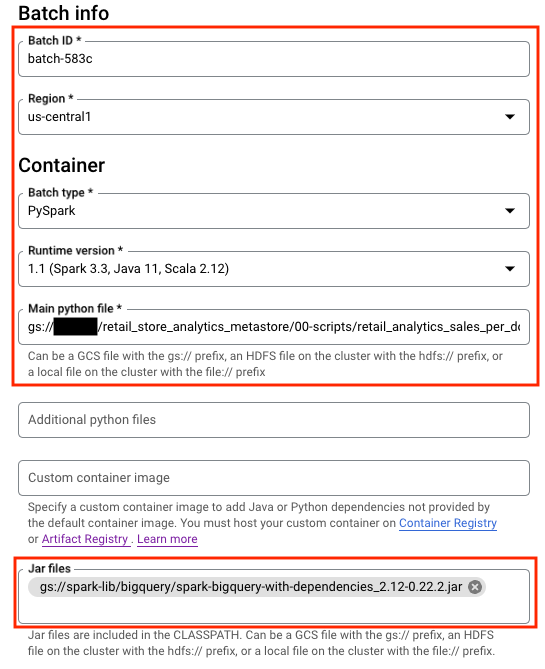 Batch info
Batch ID *
batch-583c
Region *
us-central1
Container
Batch type *
PySpark
Runtime version *
1.1 (Spark 3.3, Java 11, Scala 2.12)
Main python file *
gs:// /retail_store_analytics_metastore/00-scripts/retail_analytics_sales_per_do
Can be a GCS file with the gs:// prefix, an HDFS file on the cluster with the hdfs:// prefix, or
a local file on the cluster with the file:// prefix
Additional python files
Custom container image
Specify a custom container image to add Java or Python dependencies not provided by
the default container image. You must host your custom container on Container Registry
or Artifact Registry . Learn more
Jar files
gs://spark-lib/bigquery/spark-bigquery-with-dependencies_2.12-0.22.2.jar
Jar files are included in the CLASSPATH. Can be a GCS file with the gs:// prefix, an HDFS
file on the cluster with the hdfs:// prefix, or a local file on the cluster with the file:// prefix.